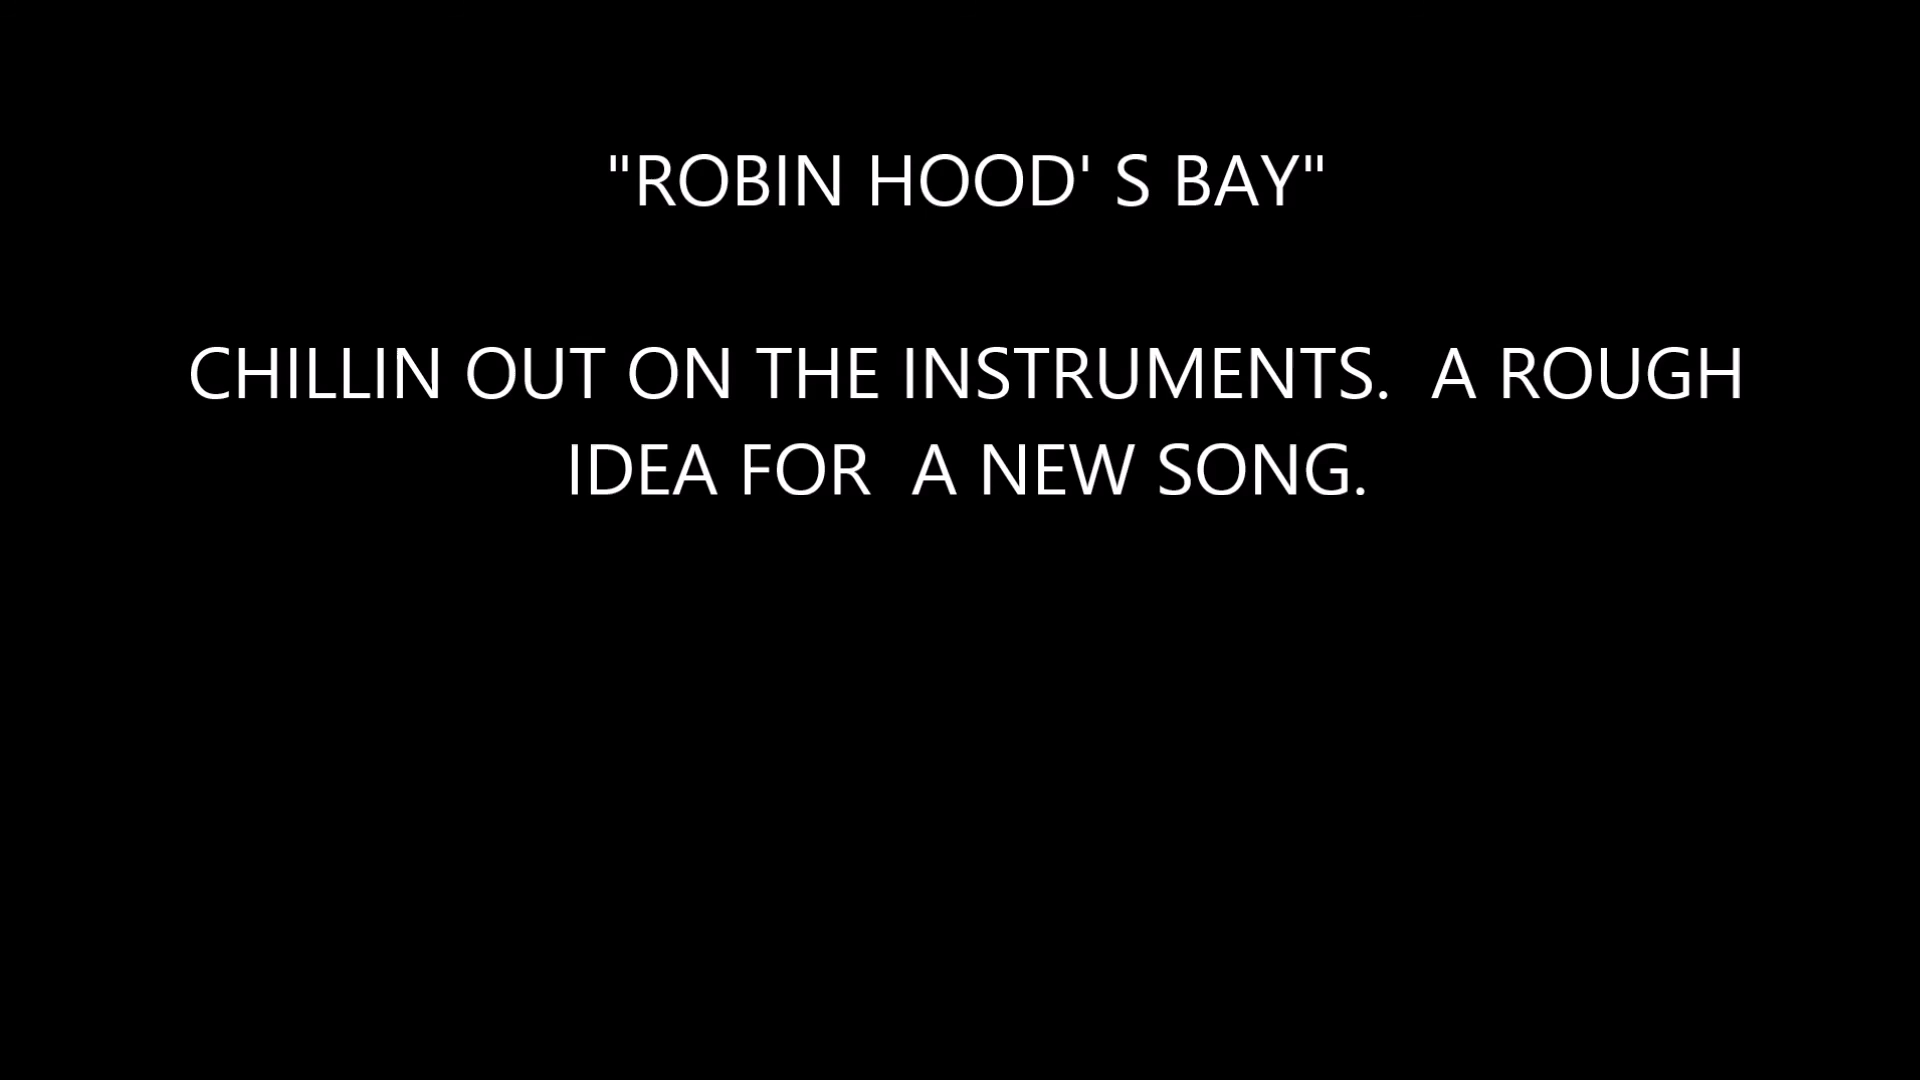 "ROBIN HOOD' S BAY"
CHILLIN OUT ON THE INSTRUMENTS.  A ROUGH
IDEA FOR  A NEW SONG.